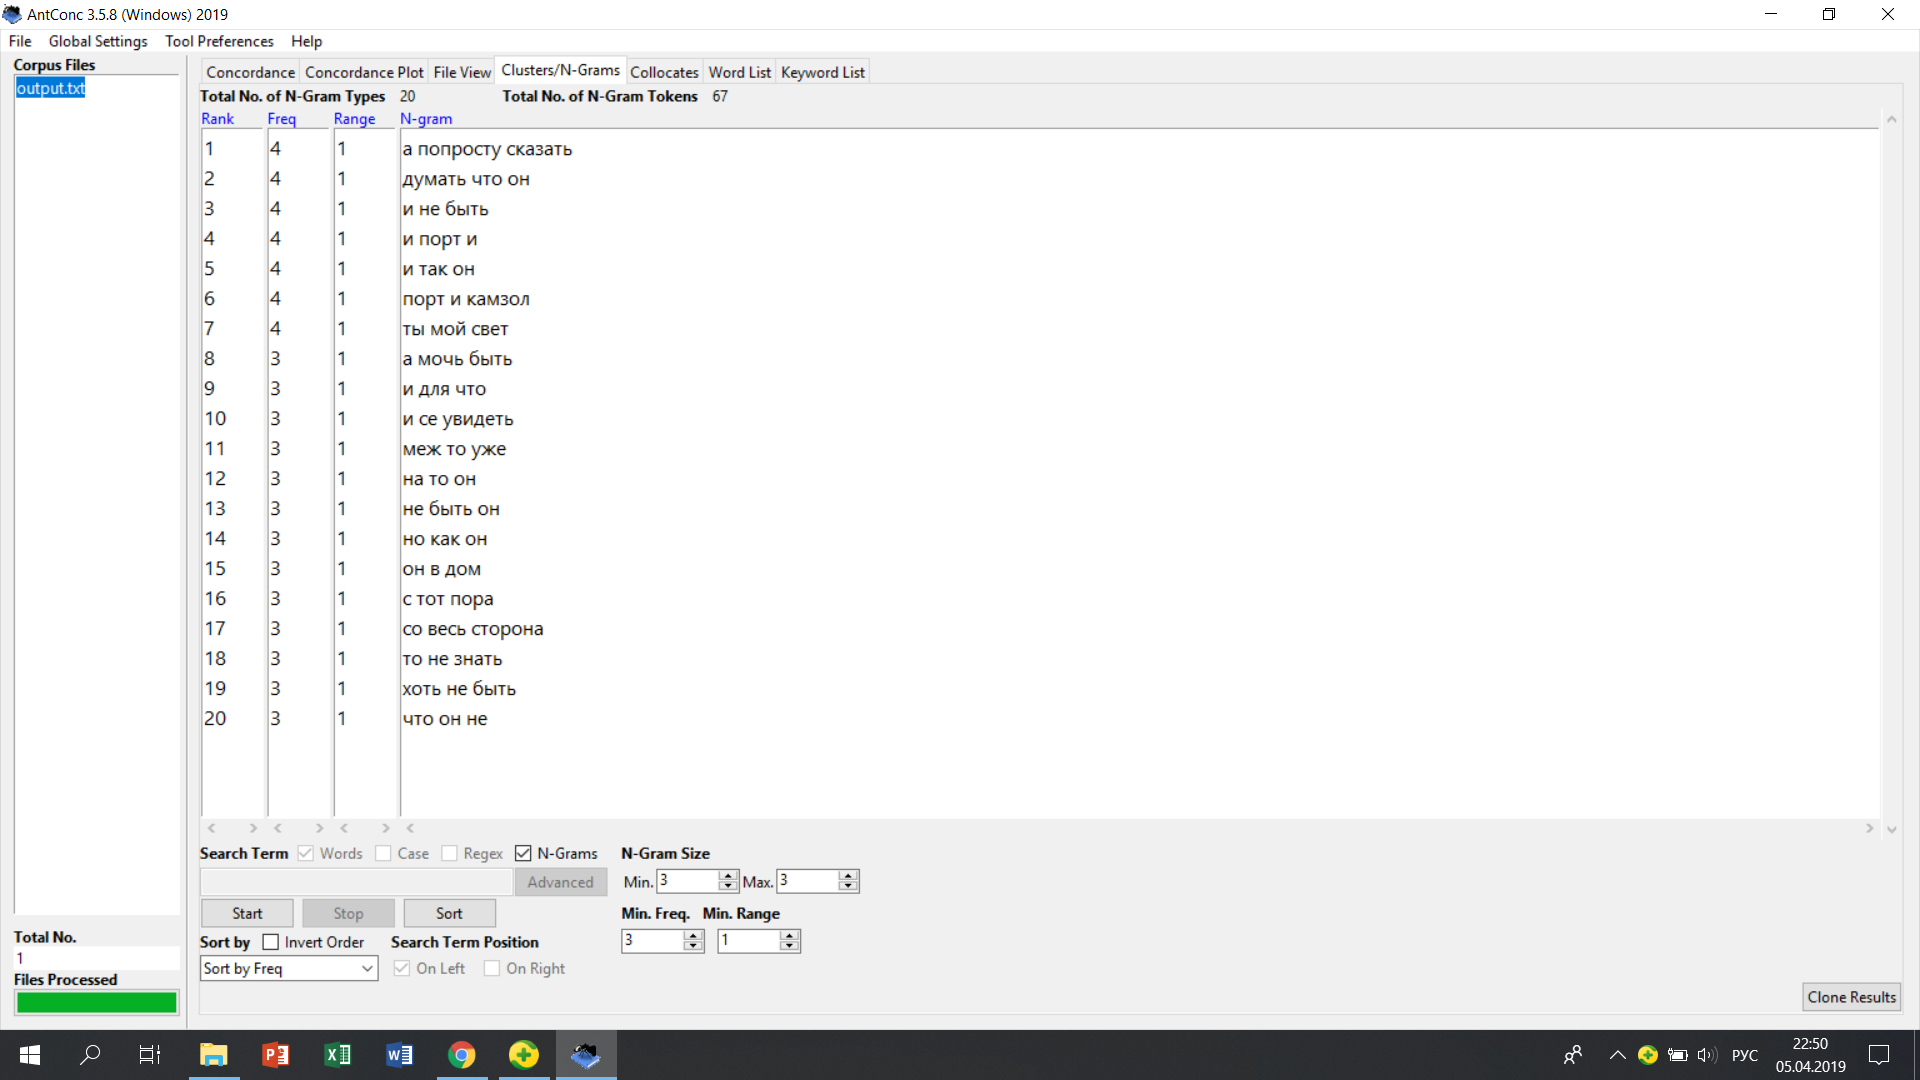 AntConc 3.5.8 (Windows) 2019
File Global Settings Tool Preferences Help
Corpus Files
output.txt
Concordance Concordance Plot File View Clusters/N-Grams Collocates Word List Keyword List
Total No. of N-Gram Types 20 Total No. of N-Gram Tokens 67
Rank Freq Range N-gram
1 4 1 а попросту сказать
2 4 1 думать что он
3 4 1 и не быть
4 4 1 и порт и
5 4 1 и так он
6 4 1 порт и камзол
7 4 1 ты мой свет
8 3 1 а мочь быть
9 3 1 и для что
10 3 1 и се увидеть
11 3 1 меж то уже
12 3 1 на то он
13 3 1 не быть он
14 3 1 но как он
15 3 1 он в дом
16 3 1 с тот пора
17 3 1 со весь сторона
18 3 1 то не знать
19 3 1 хоть не быть
20 3 1 что он не
Search Term Words Case Regex N-Grams N-Gram Size
Advanced Min. 3 Max. 3
Start Stop Sort Min. Freq. Min. Range
Total No.
1
Sort by Invert Order Search Term Position 3 1
Sort by Freq On Left On Right
Files Processed
Clone Results
РУС
22:50
05.04.2019